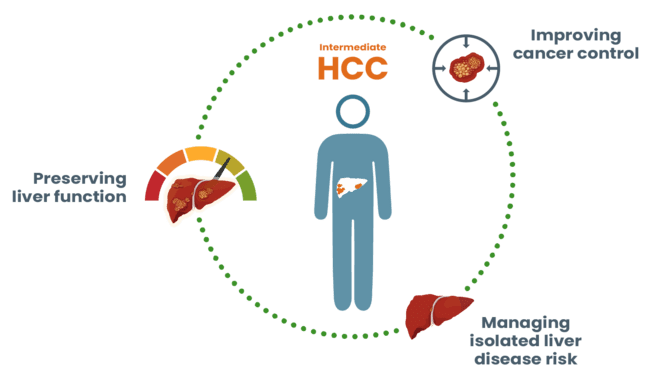 Intermediate
HCC
Improving
cancer control
Preserving
liver function
Managing
isolated liver
disease risk